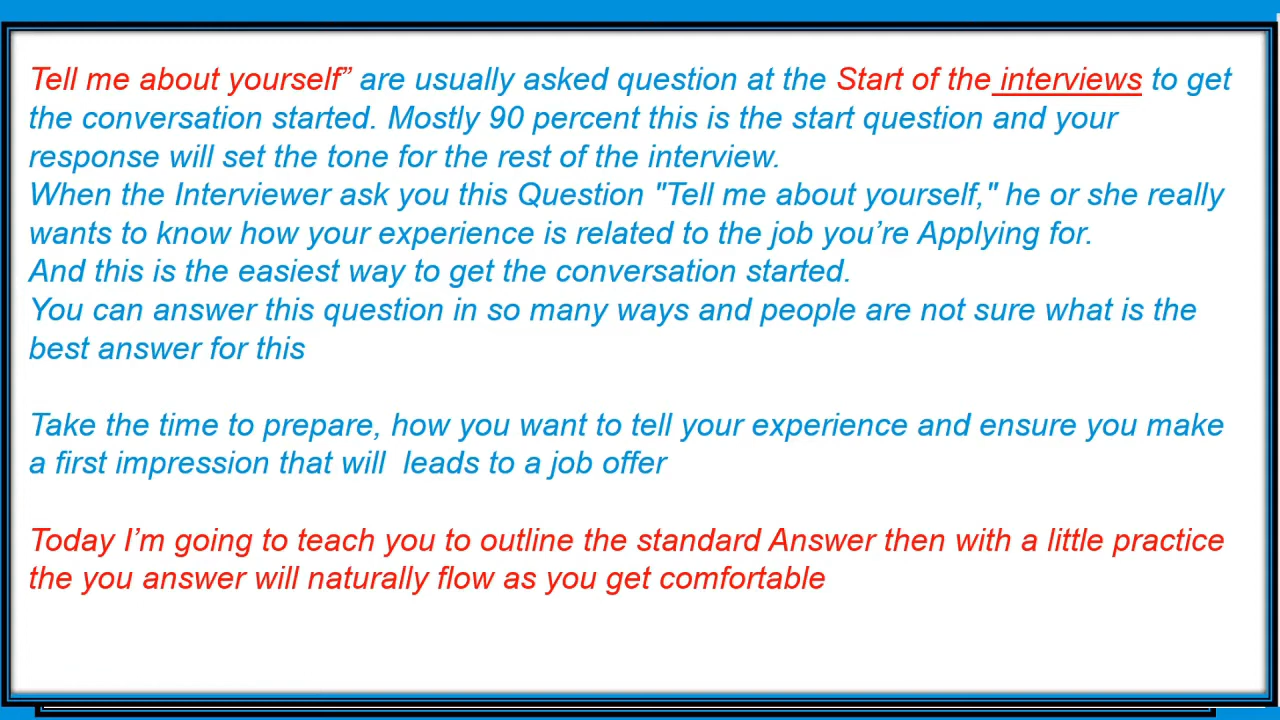 Tell me about yourself” are usually asked question at the Start of the interviews to get
the conversation started. Mostly 90 percent this is the start question and your
response will set the tone for the rest of the interview.
When the Interviewer ask you this Question "Tell me about yourself," he or she really
wants to know how your experience is related to the job you’re Applying for.
And this is the easiest way to get the conversation started.
You can answer this question in so many ways and people are not sure what is the
best answer for this
Take the time to prepare, how you want to tell your experience and ensure you make
a first impression that will  leads to a job offer
Today I’m going to teach you to outline the standard Answer then with a little practice
the you answer will naturally flow as you get comfortable